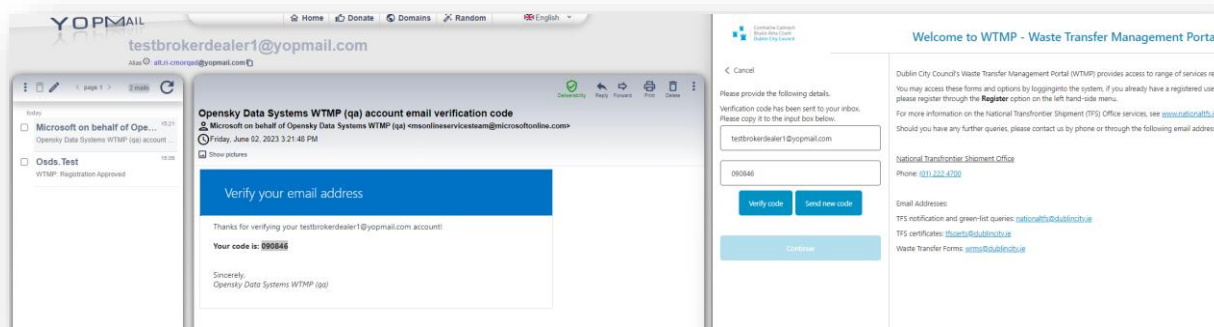 YOPMAIL
Home Donate Domains Random English
testbrokerdealer1@yopmail.com
Alias alt.ri-cmorqad@yopmail.com
< page 1 > 2 mails
today
Microsoft on behalf of Ope... 15:21
Opensky Data Systems WTMP (qa) account ...
Osds.Test
WTMP: Registration Approved
Deliverability Reply Forward Print Delete
Opensky Data Systems WTMP (qa) account email verification code
Microsoft on behalf of Opensky Data Systems WTMP (qa) <msonlineservicesteam@microsoftonline.com>
Friday, June 02, 2023 3:21:48 PM
Show pictures
Verify your email address
Thanks for verifying your testbrokerdealer1@yopmail.com account!
Your code is: 090846
Sincerely,
Opensky Data Systems WTMP (qa)
Comhairle Cathrach
Bhaile Átha Cliath
Dublin City Council
< Cancel
Please provide the following details.
Verification code has been sent to your inbox.
Please copy it to the input box below.
testbrokerdealer1@yopmail.com
090846
Verify code Send new code
Continue
Welcome to WTMP - Waste Transfer Management Porta
Dublin City Council's Waste Transfer Management Portal (WTMP) provides access to range of services re
You may access these forms and options by logginginto the system, if you already have a registered use
please register through the Register option on the left hand-side menu.
For more information on the National Transfrontier Shipment (TFS) Office services, see www.nationaltfs.i
Should you have any further queries, please contact us by phone or through the following email address
National Transfrontier Shipment Office
Phone: (01) 222 4700
Email Addresses:
TFS notification and green-list queries: nationaltfs@dublincity.ie
TFS certificates: tfscerts@dublincity.ie
Waste Transfer Forms: wrms@dublincity.ie